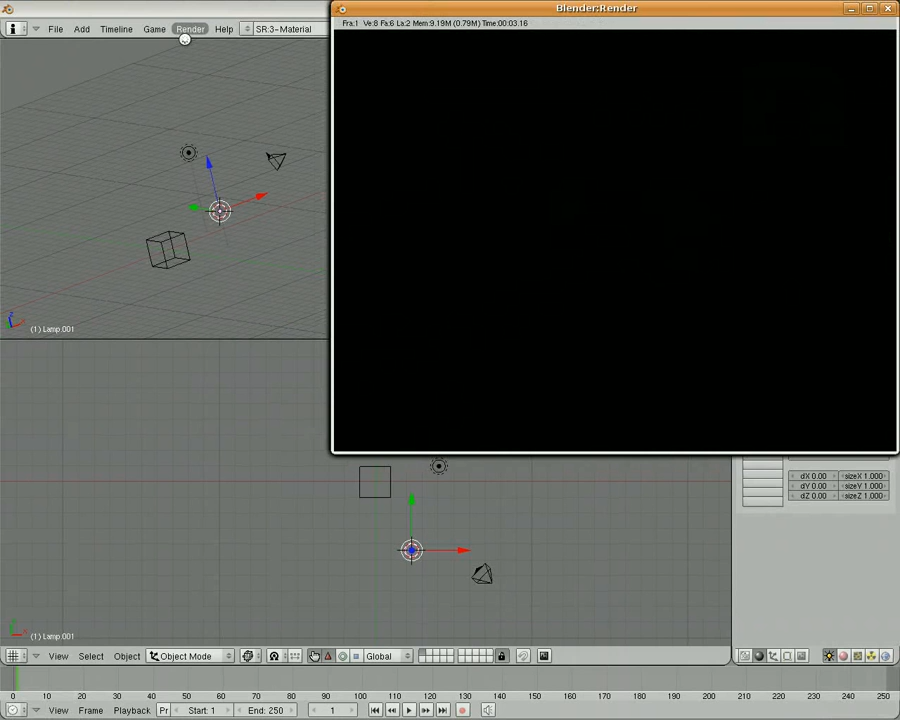 Blender:Render
Fra:1 Ve:8 Fa:6 La:2 Mem 9.19M (0.79M) Time:00:03.16
File Add Timeline Game Render Help SR:3-Material
z
(1) Lamp.001
dX 0.00 sizeX 1.000
dY 0.00 sizeY 1.000
dZ 0.00 sizeZ 1.000
(1) Lamp.001
View Select Object Object Mode Global
0 10 20 30 40 50 60 70 80 90 100 110 120 130 140 150 160 170 180 190 200 210 220 230 240 250
View Frame Playback Pr Start: 1 End: 250 1